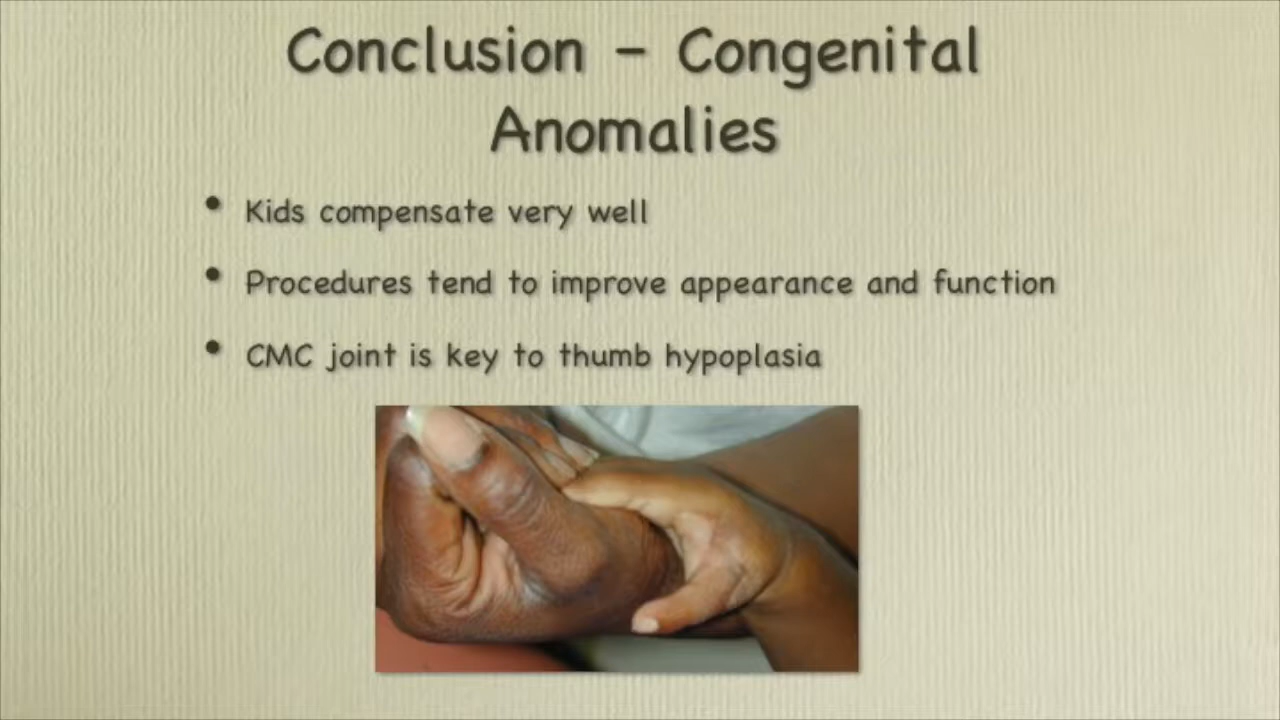 Conclusion – Congenital
Anomalies
• Kids compensate very well
• Procedures tend to improve appearance and function
• CMC joint is key to thumb hypoplasia